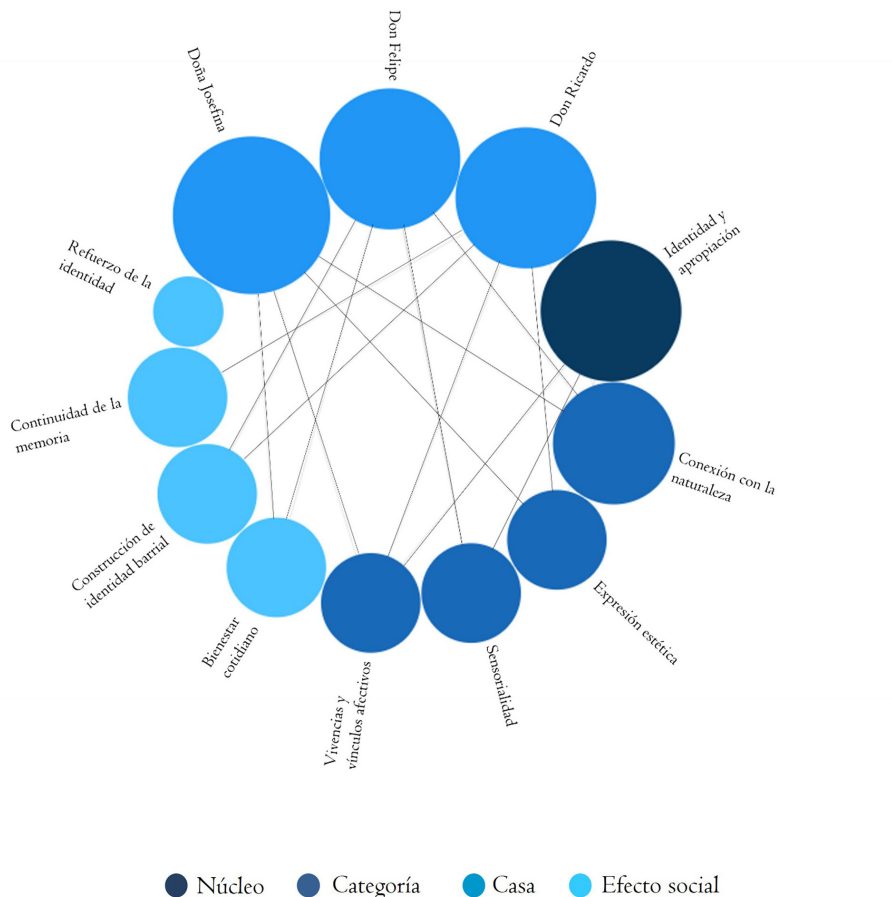 Don Felipe
Doña Josefina
Don Ricardo
Identidad y
apropiación
Refuerzo de la
identidad
Continuidad de la
memoria
Conexión con la
naturaleza
Construcción de
identidad barrial
Expresión estética
Bienestar
cotidiano
Sensorialidad
Vivencias y
vínculos afectivos
Núcleo
Categoría
Casa
Efecto social